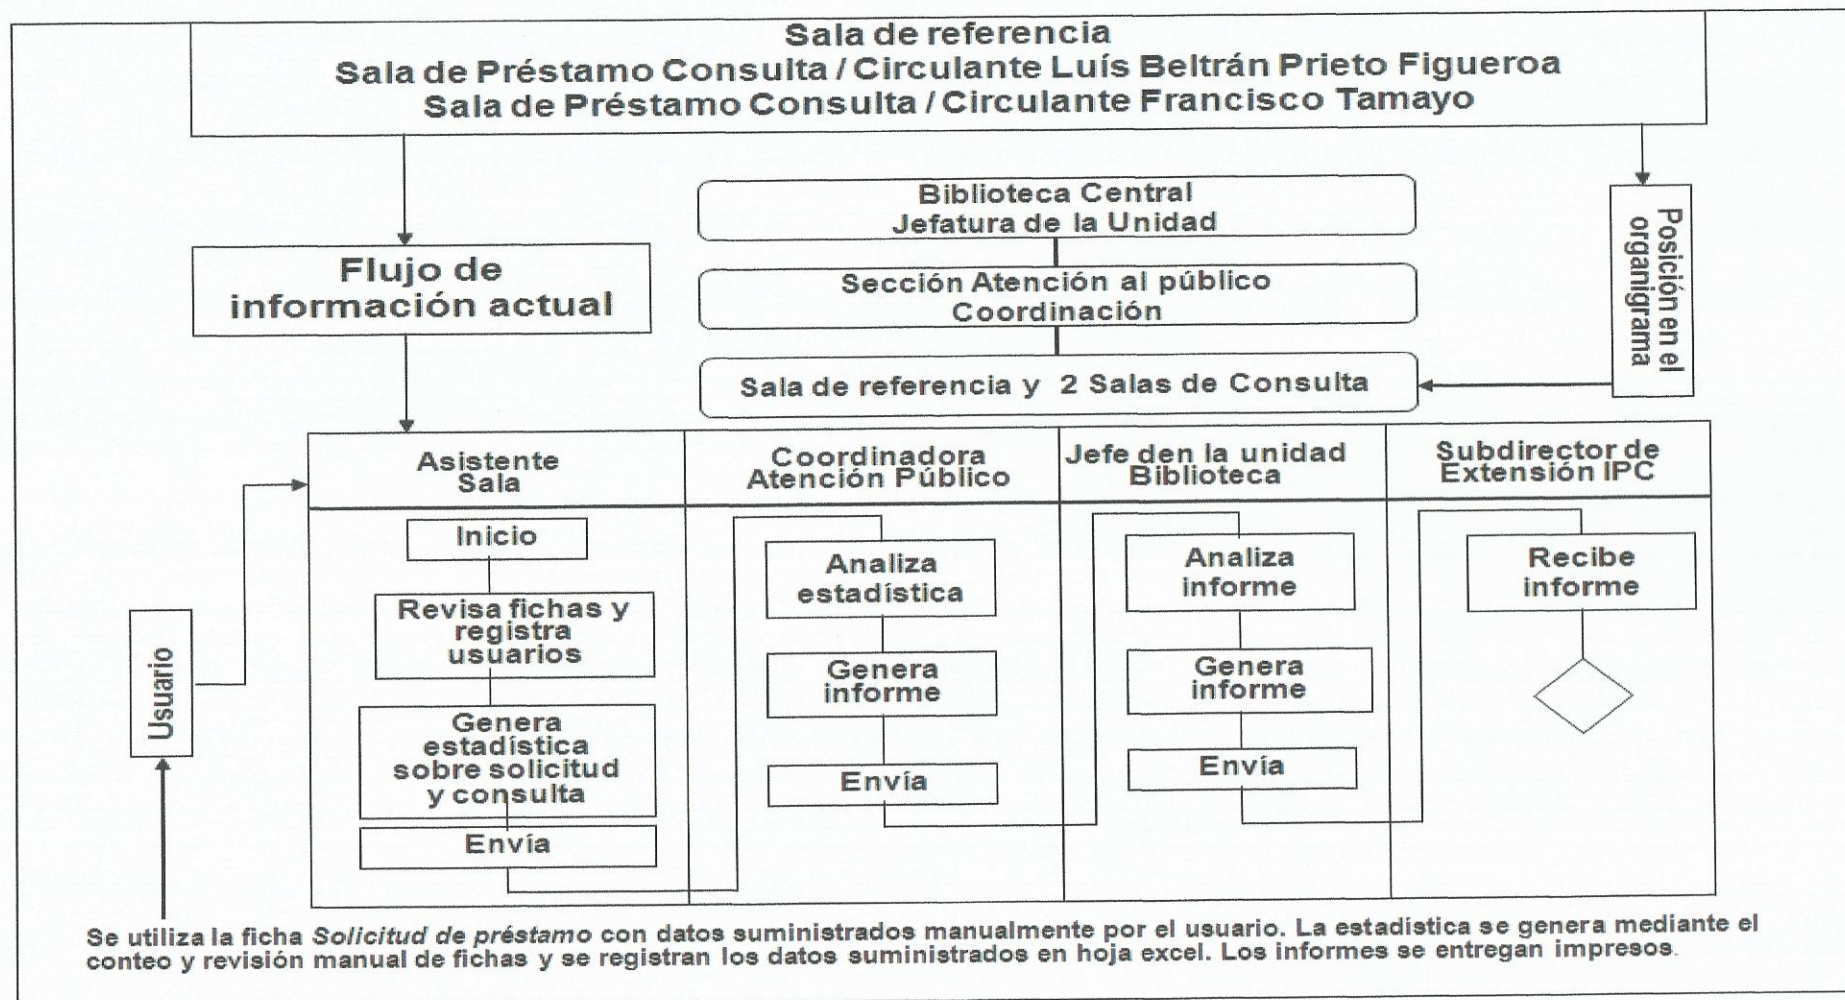 Sala de referencia
Sala de Préstamo Consulta / Circulante Luís Beltrán Prieto Figueroa
Sala de Préstamo Consulta / Circulante Francisco Tamayo
Flujo de
información actual
Biblioteca Central
Jefatura de la Unidad
Sección Atención al público
Coordinación
Sala de referencia y 2 Salas de Consulta
Posición en el
organigrama
Usuario
Asistente
Sala
Inicio
Revisa fichas y
registra
usuarios
Genera
estadística
sobre solicitud
y consulta
Envía
Coordinadora
Atención Público
Analiza
estadística
Genera
informe
Envía
Jefe den la unidad
Biblioteca
Analiza
informe
Genera
informe
Envía
Subdirector de
Extensión IPC
Recibe
informe
Se utiliza la ficha Solicitud de préstamo con datos suministrados manualmente por el usuario. La estadística se genera mediante el
conteo y revisión manual de fichas y se registran los datos suministrados en hoja excel. Los informes se entregan impresos.